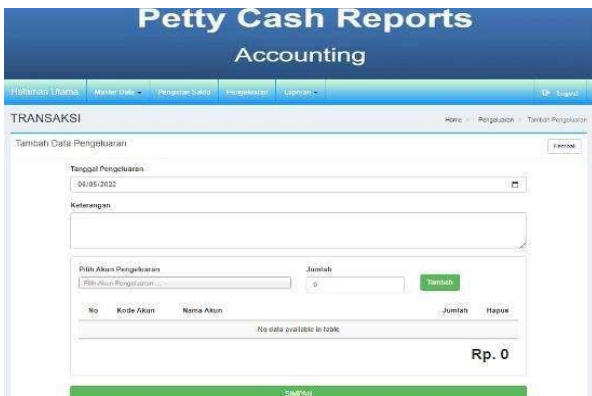 Petty Cash Reports
Accounting
Halaman Utama Master Data Pengisian Saldo Pengeluaran Laporan Logout
TRANSAKSI Home Pengeluaran Tambah Pengeluaran
Tambah Data Pengeluaran Kembali
Tanggal Pengeluaran
06/05/2022
Keterangan
Pilih Akun Pengeluaran Jumlah
Pilih Akun Pengeluaran ... 0 Tambah
No Kode Akun Nama Akun Jumlah Hapus
No data available in table
Rp. 0
SIMPAN